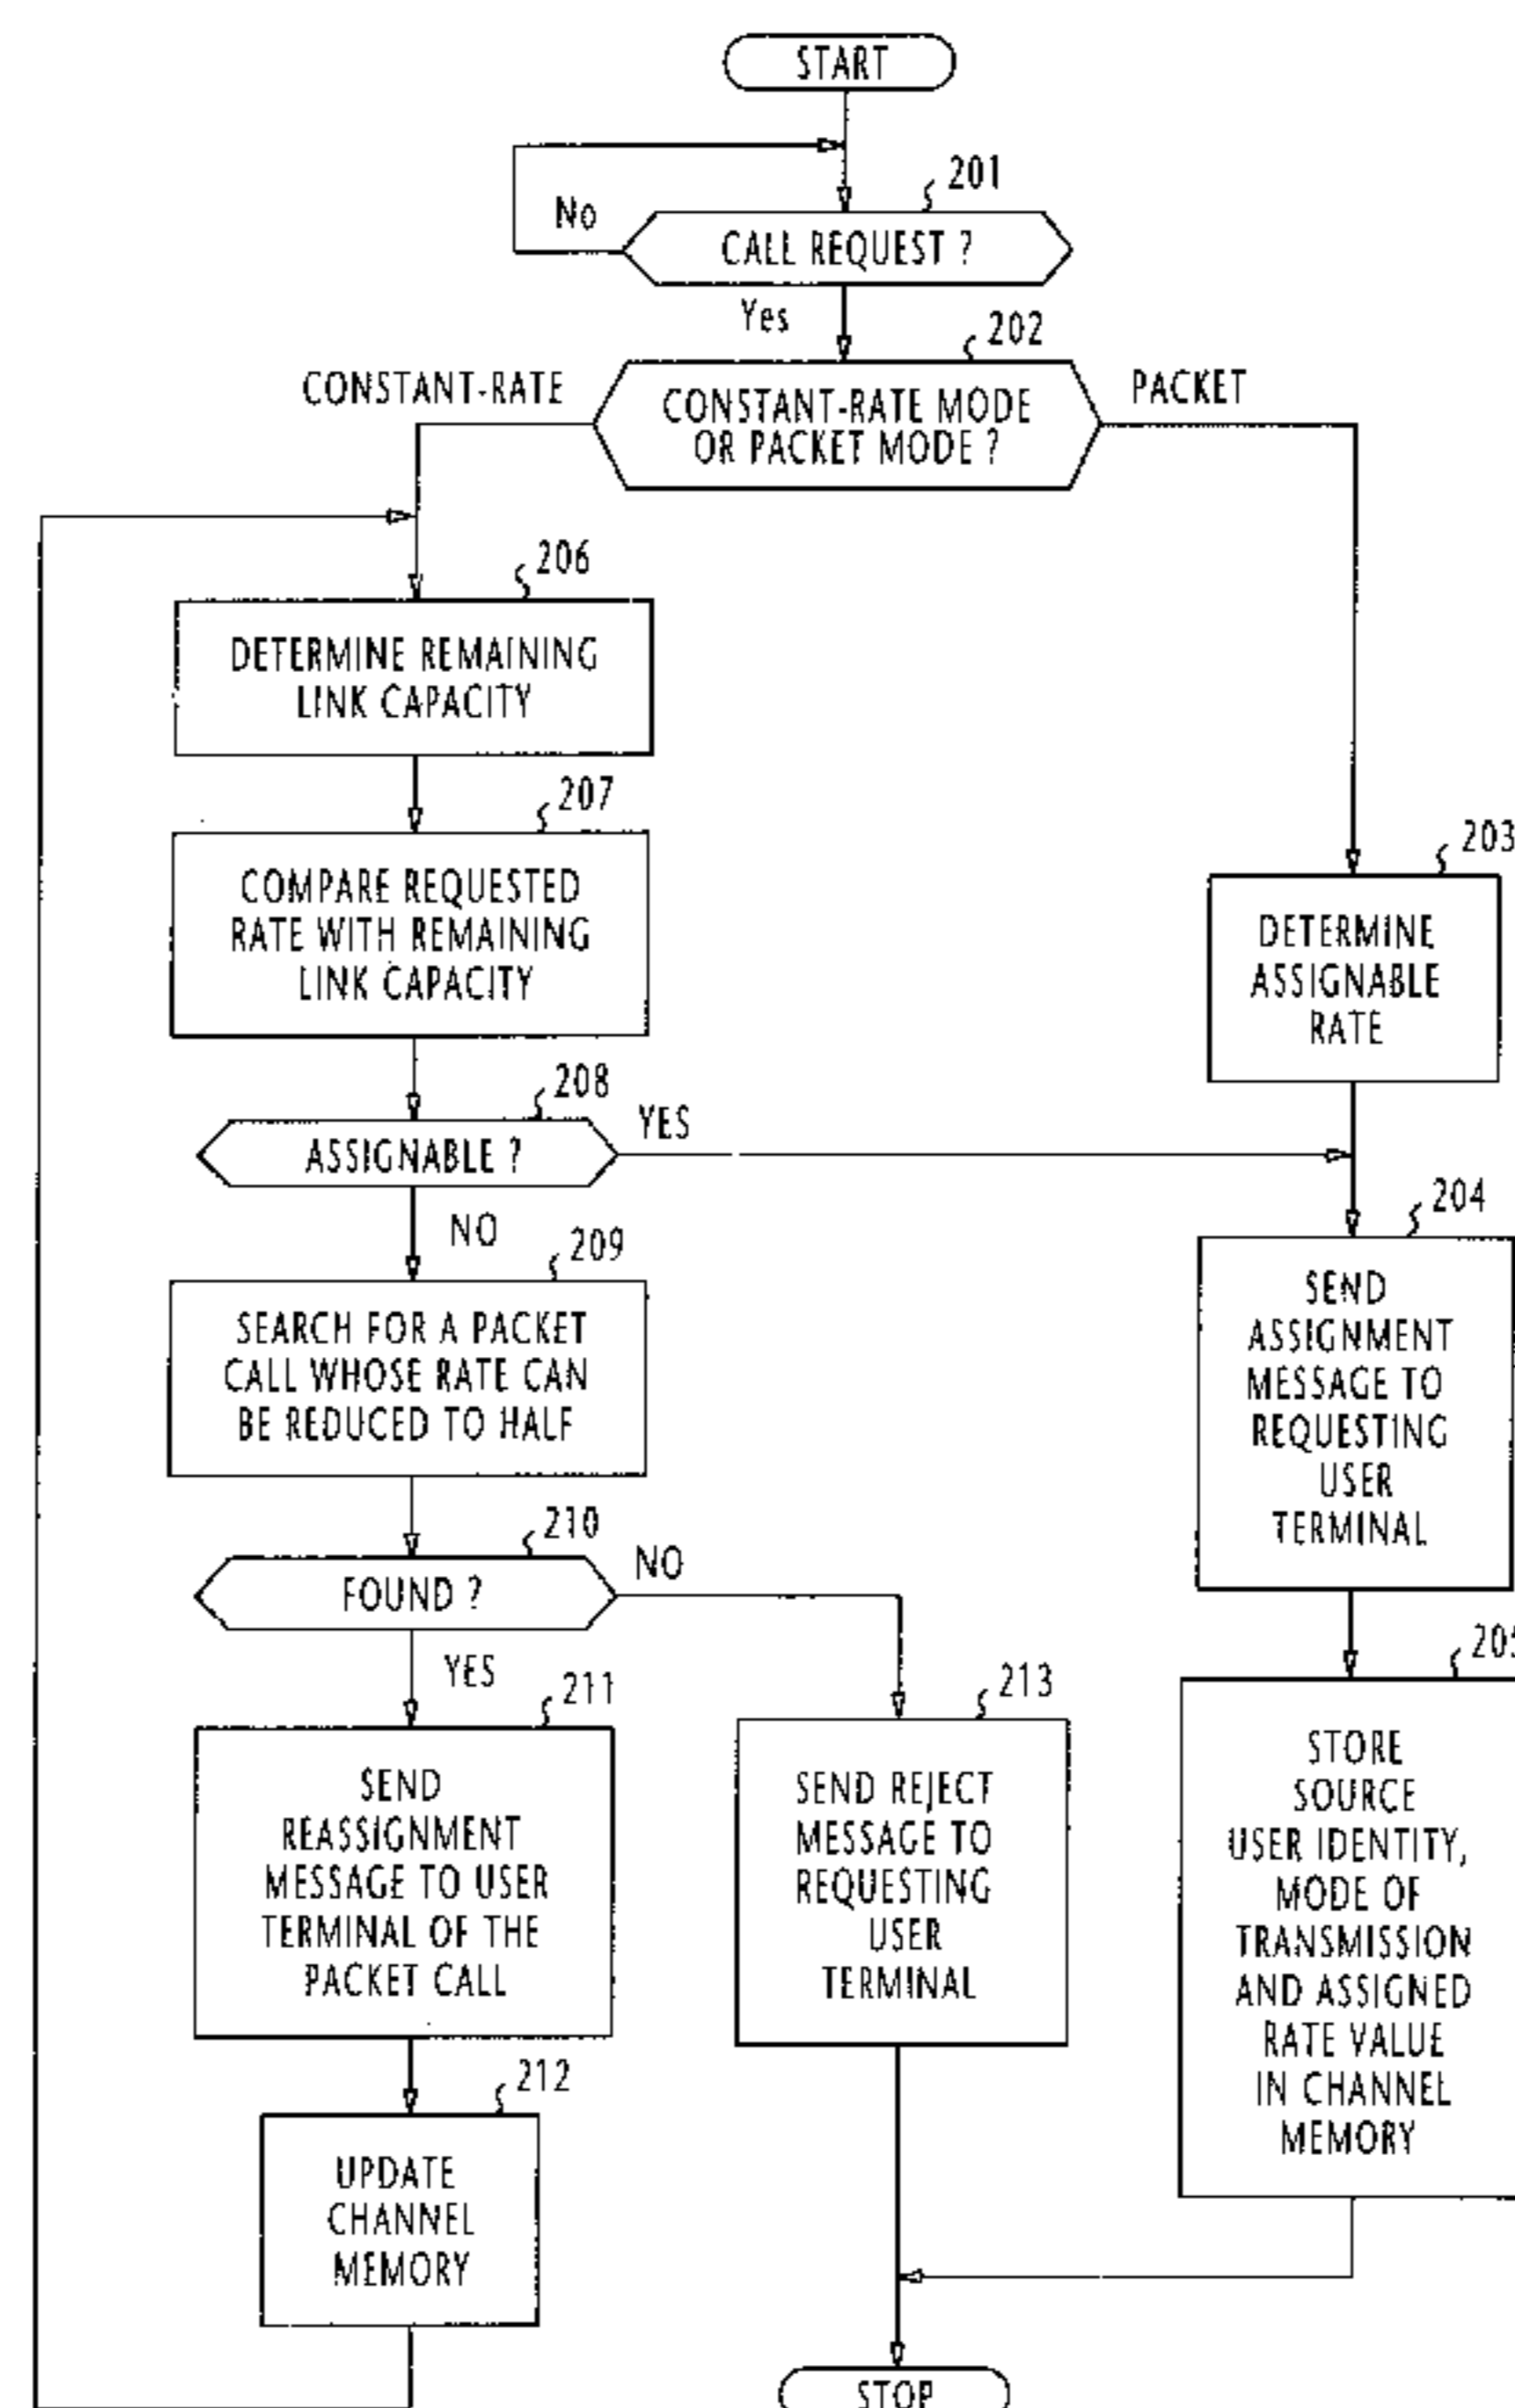 START
201
No
CALL REQUEST ?
Yes
202
CONSTANT-RATE
CONSTANT-RATE MODE
OR PACKET MODE ?
PACKET
206
DETERMINE REMAINING
LINK CAPACITY
207
COMPARE REQUESTED
RATE WITH REMAINING
LINK CAPACITY
203
DETERMINE
ASSIGNABLE
RATE
208
ASSIGNABLE ?
YES
NO
204
SEND
ASSIGNMENT
MESSAGE TO
REQUESTING
USER
TERMINAL
209
SEARCH FOR A PACKET
CALL WHOSE RATE CAN
BE REDUCED TO HALF
210
FOUND ?
NO
YES
205
STORE
SOURCE
USER IDENTITY,
MODE OF
TRANSMISSION
AND ASSIGNED
RATE VALUE
IN CHANNEL
MEMORY
211
SEND
REASSIGNMENT
MESSAGE TO USER
TERMINAL OF THE
PACKET CALL
213
SEND REJECT
MESSAGE TO
REQUESTING
USER
TERMINAL
212
UPDATE
CHANNEL
MEMORY
STOP